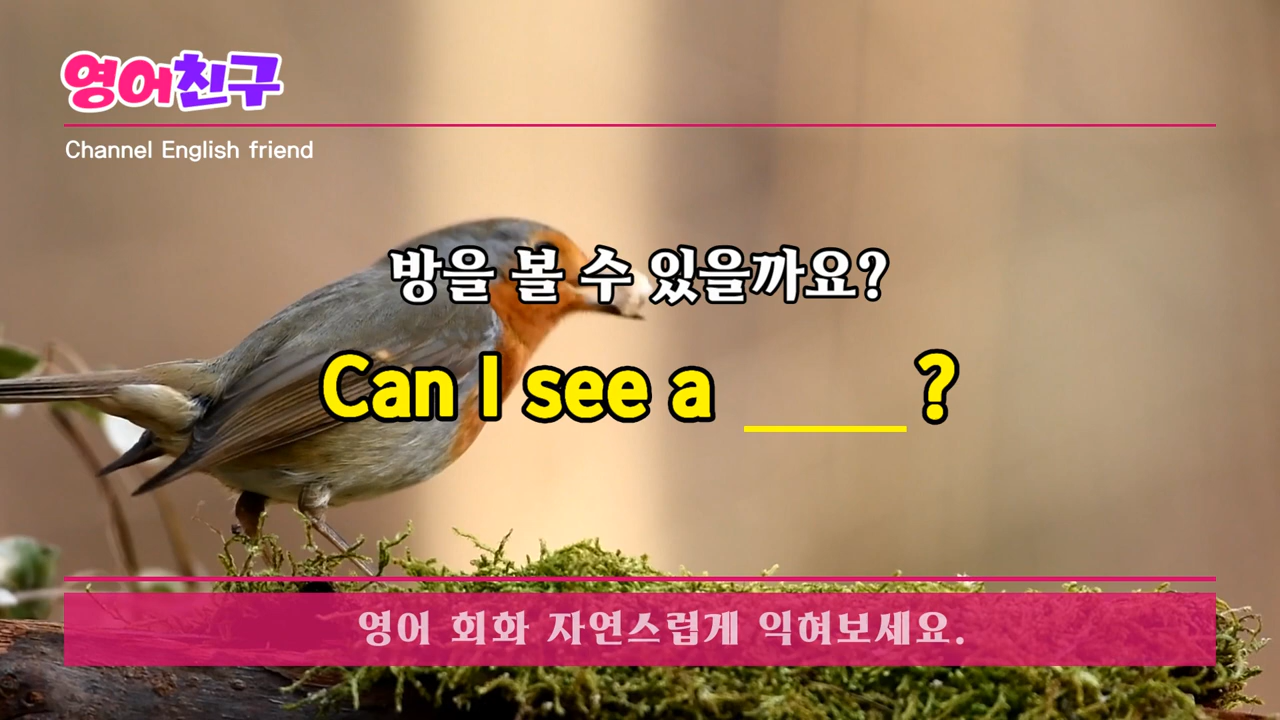 영어친구
Channel English friend
방을 볼 수 있을까요?
Can I see a ____ ?
영어 회화 자연스럽게 익혀보세요.